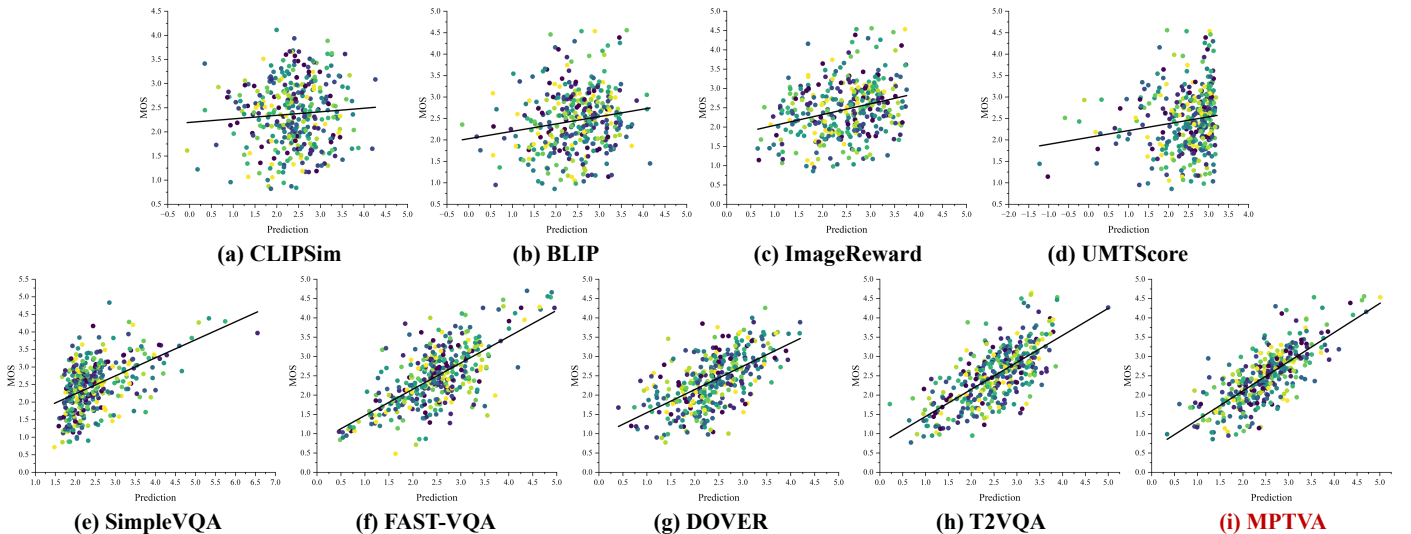 MOS
4.5
4.0
3.5
3.0
2.5
2.0
1.5
1.0
0.5
−0.5 0.0 0.5 1.0 1.5 2.0 2.5 3.0 3.5 4.0 4.5 5.0
Prediction
(a) CLIPSim
MOS
5.0
4.5
4.0
3.5
3.0
2.5
2.0
1.5
1.0
0.5
−0.5 0.0 0.5 1.0 1.5 2.0 2.5 3.0 3.5 4.0 4.5 5.0
Prediction
(b) BLIP
MOS
5.0
4.5
4.0
3.5
3.0
2.5
2.0
1.5
1.0
0.5
0.0
0.0 0.5 1.0 1.5 2.0 2.5 3.0 3.5 4.0 4.5 5.0
Prediction
(c) ImageReward
MOS
5.0
4.5
4.0
3.5
3.0
2.5
2.0
1.5
1.0
0.5
−2.0 −1.5 −1.0 −0.5 0.0 0.5 1.0 1.5 2.0 2.5 3.0 3.5 4.0
Prediction
(d) UMTScore
MOS
5.5
5.0
4.5
4.0
3.5
3.0
2.5
2.0
1.5
1.0
0.5
0.0
1.0 1.5 2.0 2.5 3.0 3.5 4.0 4.5 5.0 5.5 6.0 6.5 7.0
Prediction
(e) SimpleVQA
MOS
5.0
4.5
4.0
3.5
3.0
2.5
2.0
1.5
1.0
0.5
0.0
0.0 0.5 1.0 1.5 2.0 2.5 3.0 3.5 4.0 4.5 5.0
Prediction
(f) FAST-VQA
MOS
5.0
4.5
4.0
3.5
3.0
2.5
2.0
1.5
1.0
0.5
0.0
0.0 0.5 1.0 1.5 2.0 2.5 3.0 3.5 4.0 4.5 5.0
Prediction
(g) DOVER
MOS
5.0
4.5
4.0
3.5
3.0
2.5
2.0
1.5
1.0
0.5
0.0
0.0 0.5 1.0 1.5 2.0 2.5 3.0 3.5 4.0 4.5 5.0
Prediction
(h) T2VQA
MOS
5.0
4.5
4.0
3.5
3.0
2.5
2.0
1.5
1.0
0.5
0.0
0.0 0.5 1.0 1.5 2.0 2.5 3.0 3.5 4.0 4.5 5.0
Prediction
(i) MPTVA